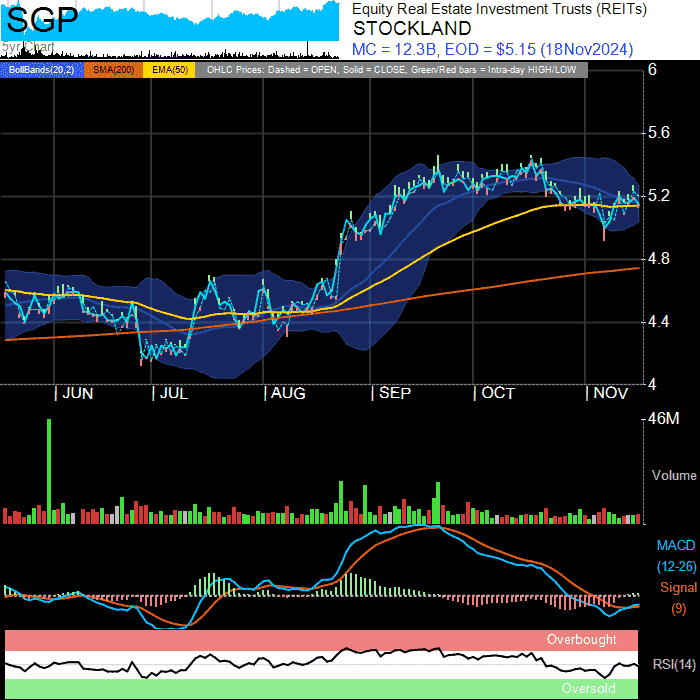 SGP
5yr Chart
Equity Real Estate Investment Trusts (REITs)
STOCKLAND
MC = 12.3B, EOD = $5.15 (18Nov2024)
BollBands(20,2) SMA(200) EMA(50) OHLC Prices: Dashed = OPEN, Solid = CLOSE, Green/Red bars = Intra-day HIGH/LOW
6
5.6
5.2
4.8
4.4
4
JUN JUL AUG SEP OCT NOV
46M
Volume
MACD
(12-26)
Signal
(9)
Overbought
RSI(14)
Oversold